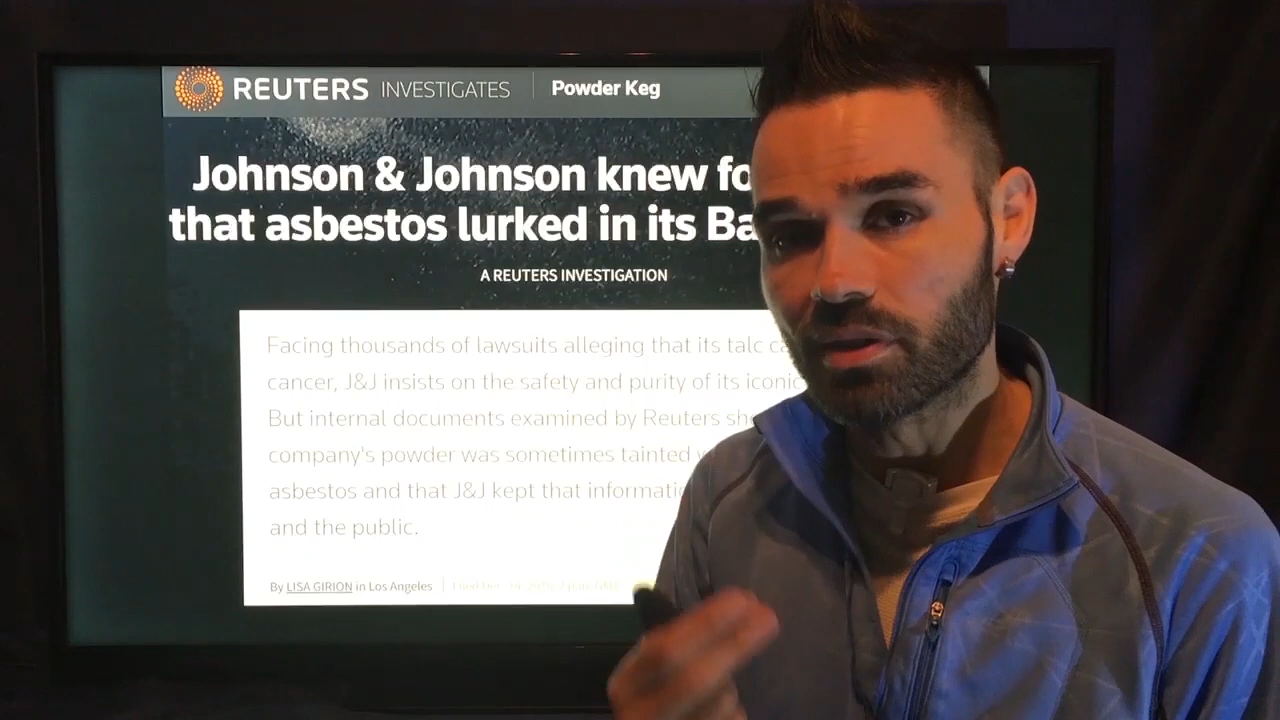 REUTERS INVESTIGATES Powder Keg
Johnson & Johnson knew fo
that asbestos lurked in its Ba
A REUTERS INVESTIGATION
Facing thousands of lawsuits alleging that its talc ca
cancer, J&J insists on the safety and purity of its iconic
But internal documents examined by Reuters sho
company's powder was sometimes tainted
asbestos and that J&J kept that informatio
and the public.
By LISA GIRION in Los Angeles